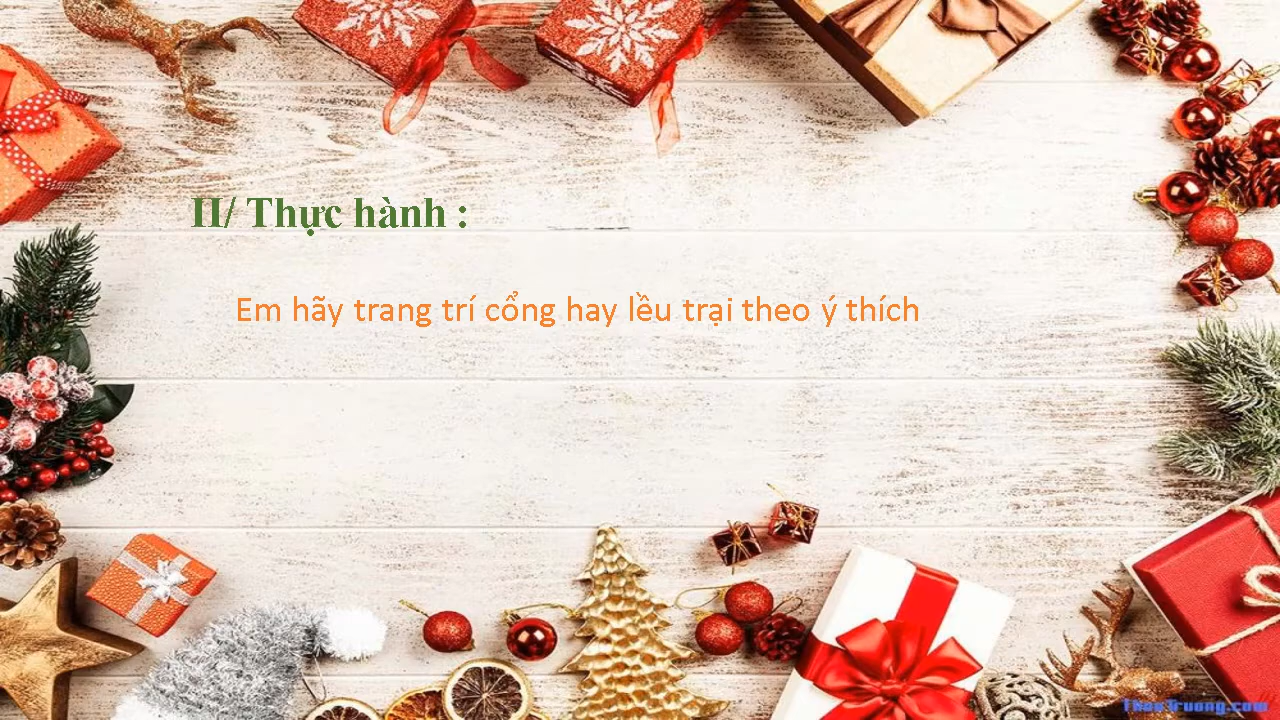 II/ Thực hành :
Em hãy trang trí cổng hay lều trại theo ý thích